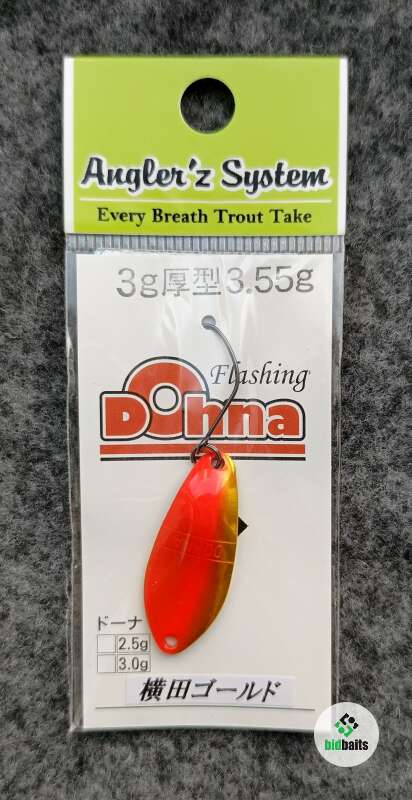 Angler'z System
Every Breath Trout Take
3g厚型3.55g
Flashing
Dohna
ドーナ
2.5g
3.0g
横田ゴールド
bidbaits